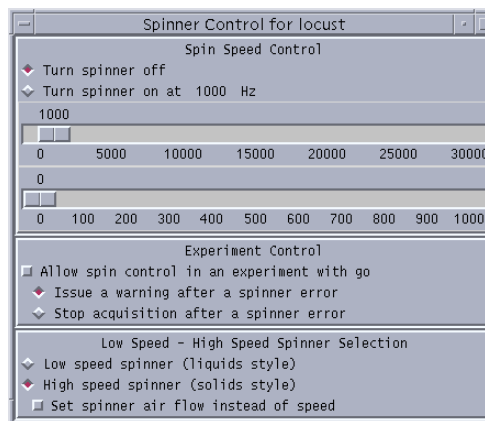 Spinner Control for locust
Spin Speed Control
Turn spinner off
Turn spinner on at 1000 Hz
1000
0 5000 10000 15000 20000 25000 30000
0
0 100 200 300 400 500 600 700 800 900 1000
Experiment Control
Allow spin control in an experiment with go
Issue a warning after a spinner error
Stop acquisition after a spinner error
Low Speed - High Speed Spinner Selection
Low speed spinner (liquids style)
High speed spinner (solids style)
Set spinner air flow instead of speed